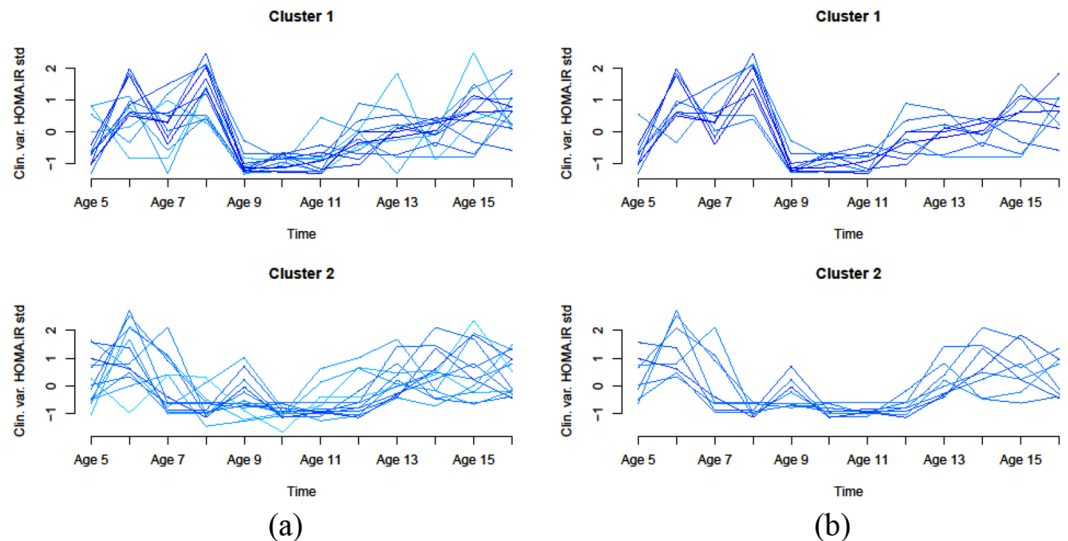 Cluster 1
Clin. var. HOMA.IR std
2
1
0
−1
Age 5 Age 7 Age 9 Age 11 Age 13 Age 15
Time
Cluster 1
Clin. var. HOMA.IR std
2
1
0
−1
Age 5 Age 7 Age 9 Age 11 Age 13 Age 15
Time
Cluster 2
Clin. var. HOMA.IR std
2
1
0
−1
Age 5 Age 7 Age 9 Age 11 Age 13 Age 15
Time
Cluster 2
Clin. var. HOMA.IR std
2
1
0
−1
Age 5 Age 7 Age 9 Age 11 Age 13 Age 15
Time
(a)
(b)